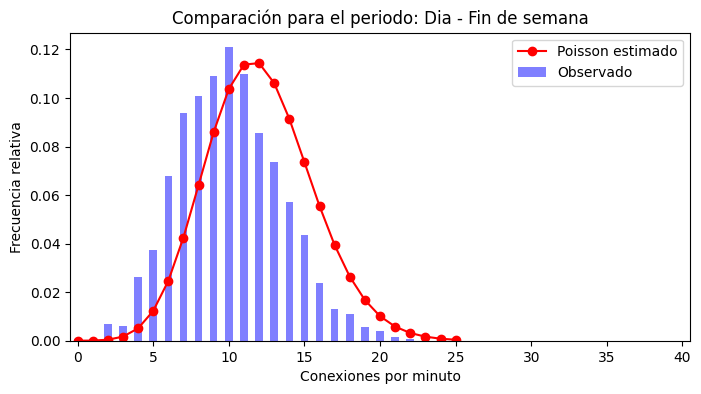 Comparación para el periodo: Dia - Fin de semana
Poisson estimado
Observado
Frecuencia relativa
0.12
0.10
0.08
0.06
0.04
0.02
0.00
0 5 10 15 20 25 30 35 40
Conexiones por minuto